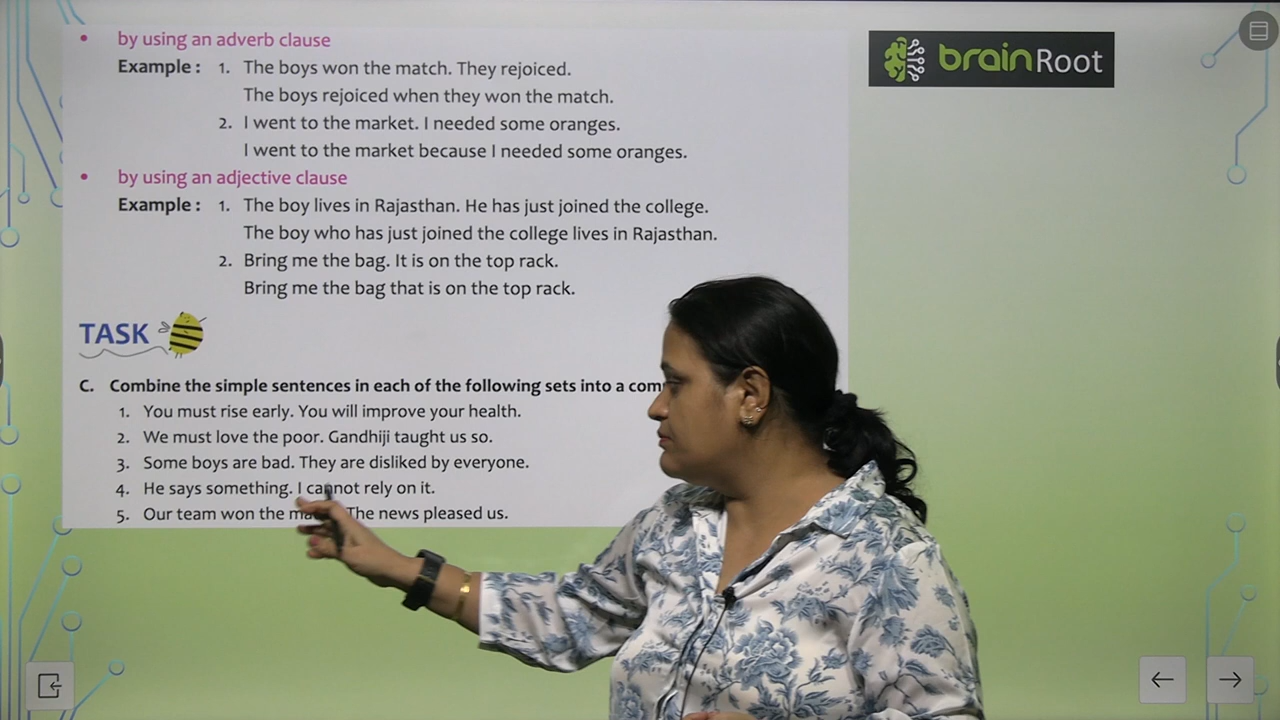 • by using an adverb clause
Example : 1. The boys won the match. They rejoiced.
The boys rejoiced when they won the match.
2. I went to the market. I needed some oranges.
I went to the market because I needed some oranges.
• by using an adjective clause
Example : 1. The boy lives in Rajasthan. He has just joined the college.
The boy who has just joined the college lives in Rajasthan.
2. Bring me the bag. It is on the top rack.
Bring me the bag that is on the top rack.
TASK
C. Combine the simple sentences in each of the following sets into a
1. You must rise early. You will improve your health.
2. We must love the poor. Gandhiji taught us so.
3. Some boys are bad. They are disliked by everyone.
4. He says something. I cannot rely on it.
5. Our team won the The news pleased us.
brainRoot